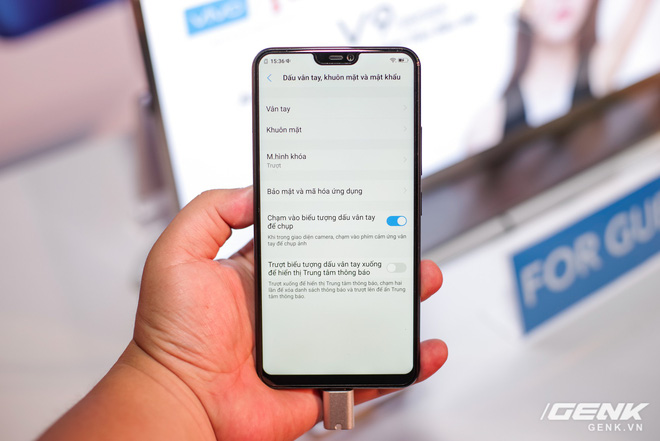 vivo
V9
15:36
Dấu vân tay, khuôn mặt và mật khẩu
Vân tay
Khuôn mặt
M.hình khóa
Trượt
Bảo mật và mã hóa ứng dụng
Chạm vào biểu tượng dấu vân tay
để chụp
Khi trong giao diện camera, chạm vào phím cảm ứng vân
tay để chụp ảnh
Trượt biểu tượng dấu vân tay xuống
để hiển thị Trung tâm thông báo
Trượt xuống để hiển thị Trung tâm thông báo, chạm hai
lần để xóa danh sách thông báo và trượt lên để ẩn Trung
tâm thông báo.
FOR GU
GENK
GENK.VN